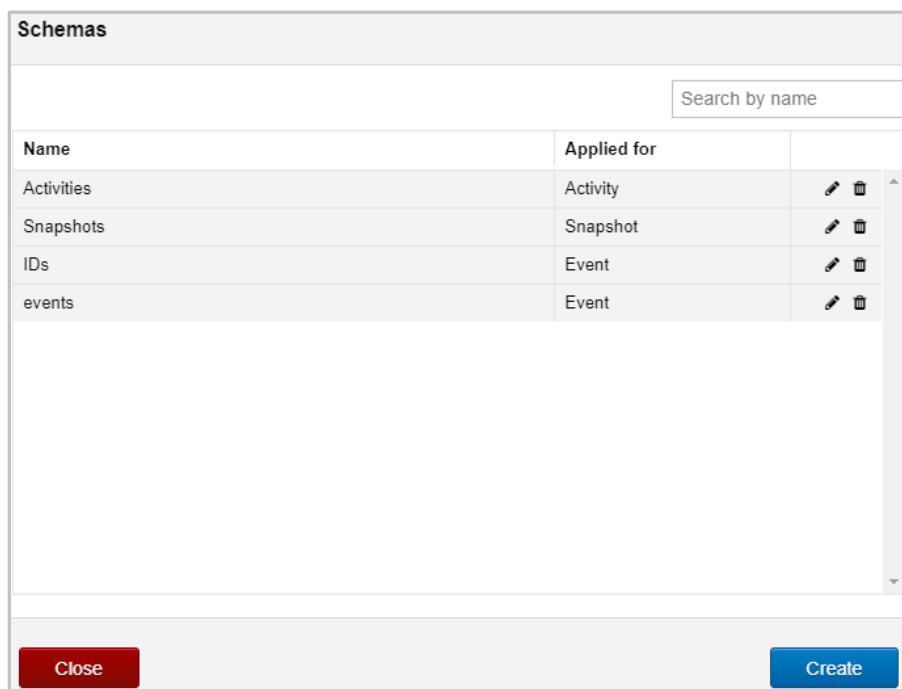 Schemas
Search by name
Name Applied for
Activities Activity
Snapshots Snapshot
IDs Event
events Event
Close Create